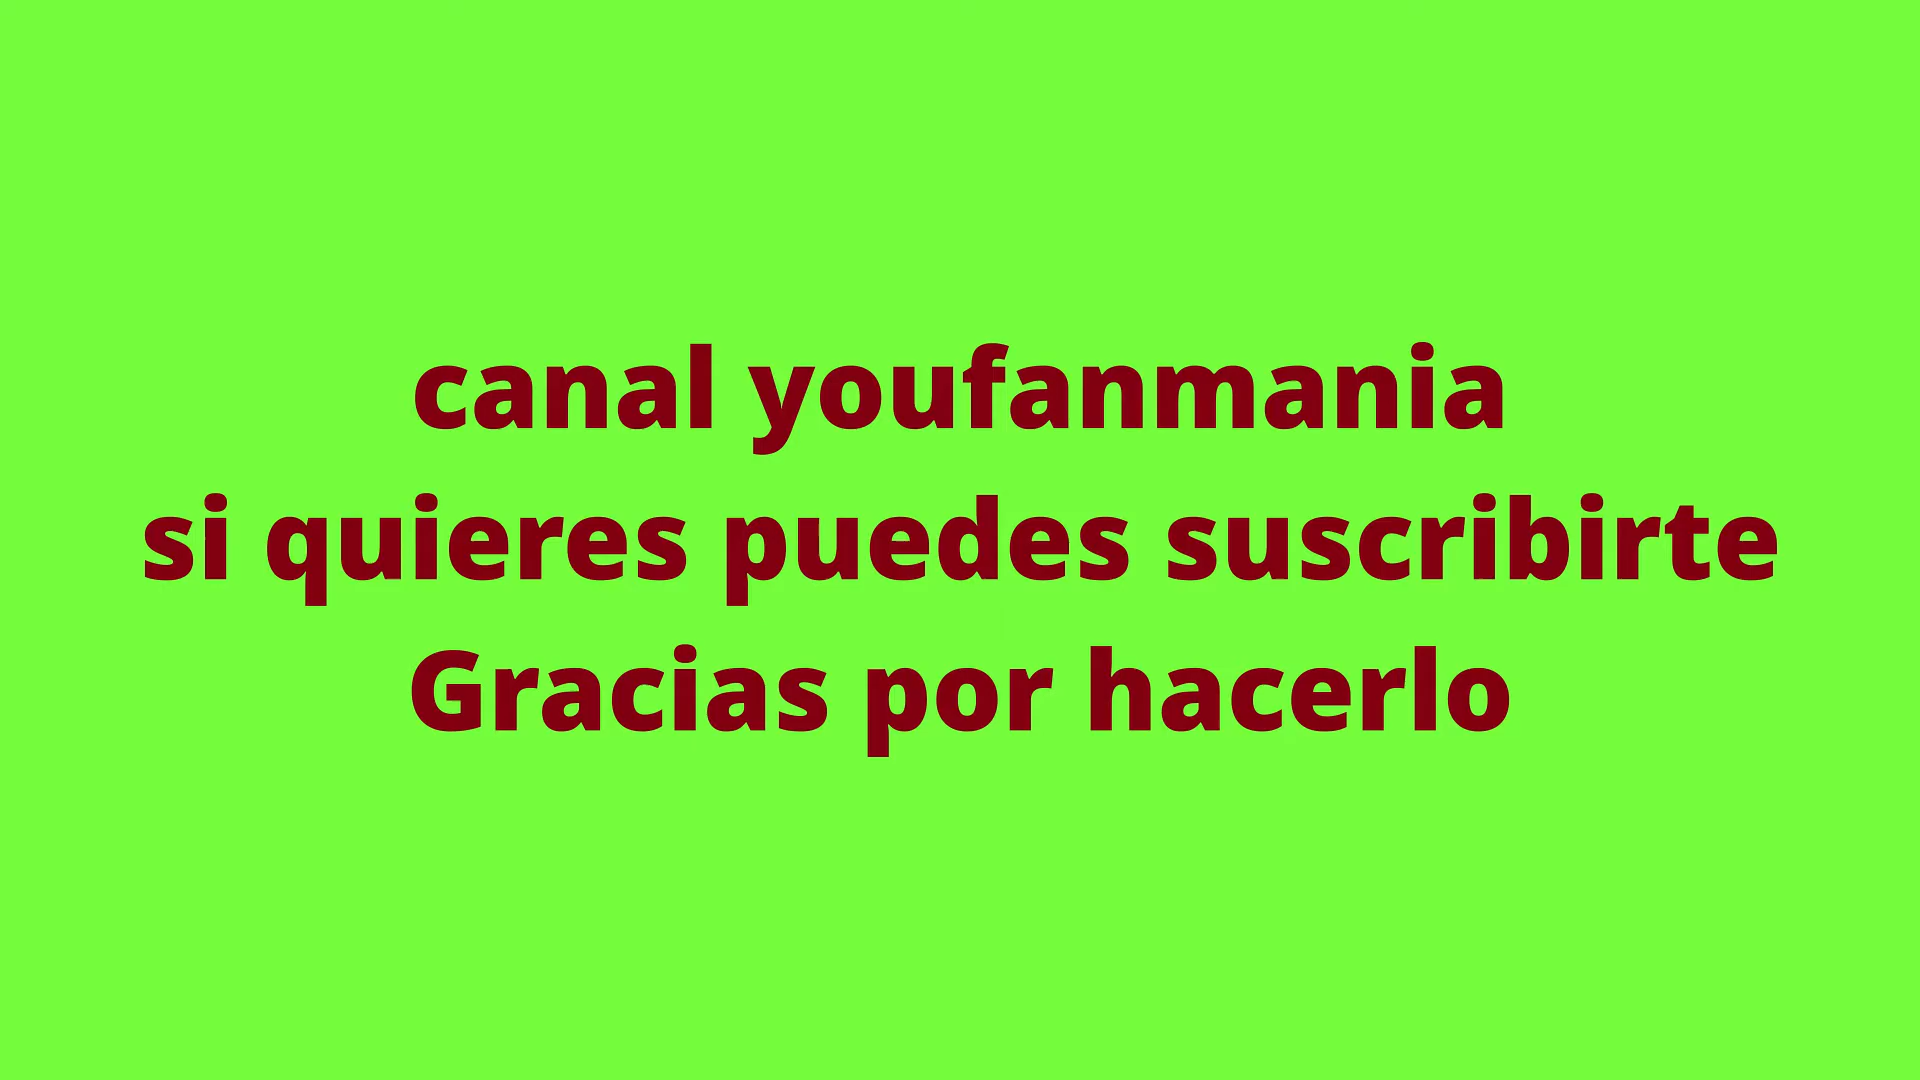 canal youfanmania
si quieres puedes suscribirte
Gracias por hacerlo